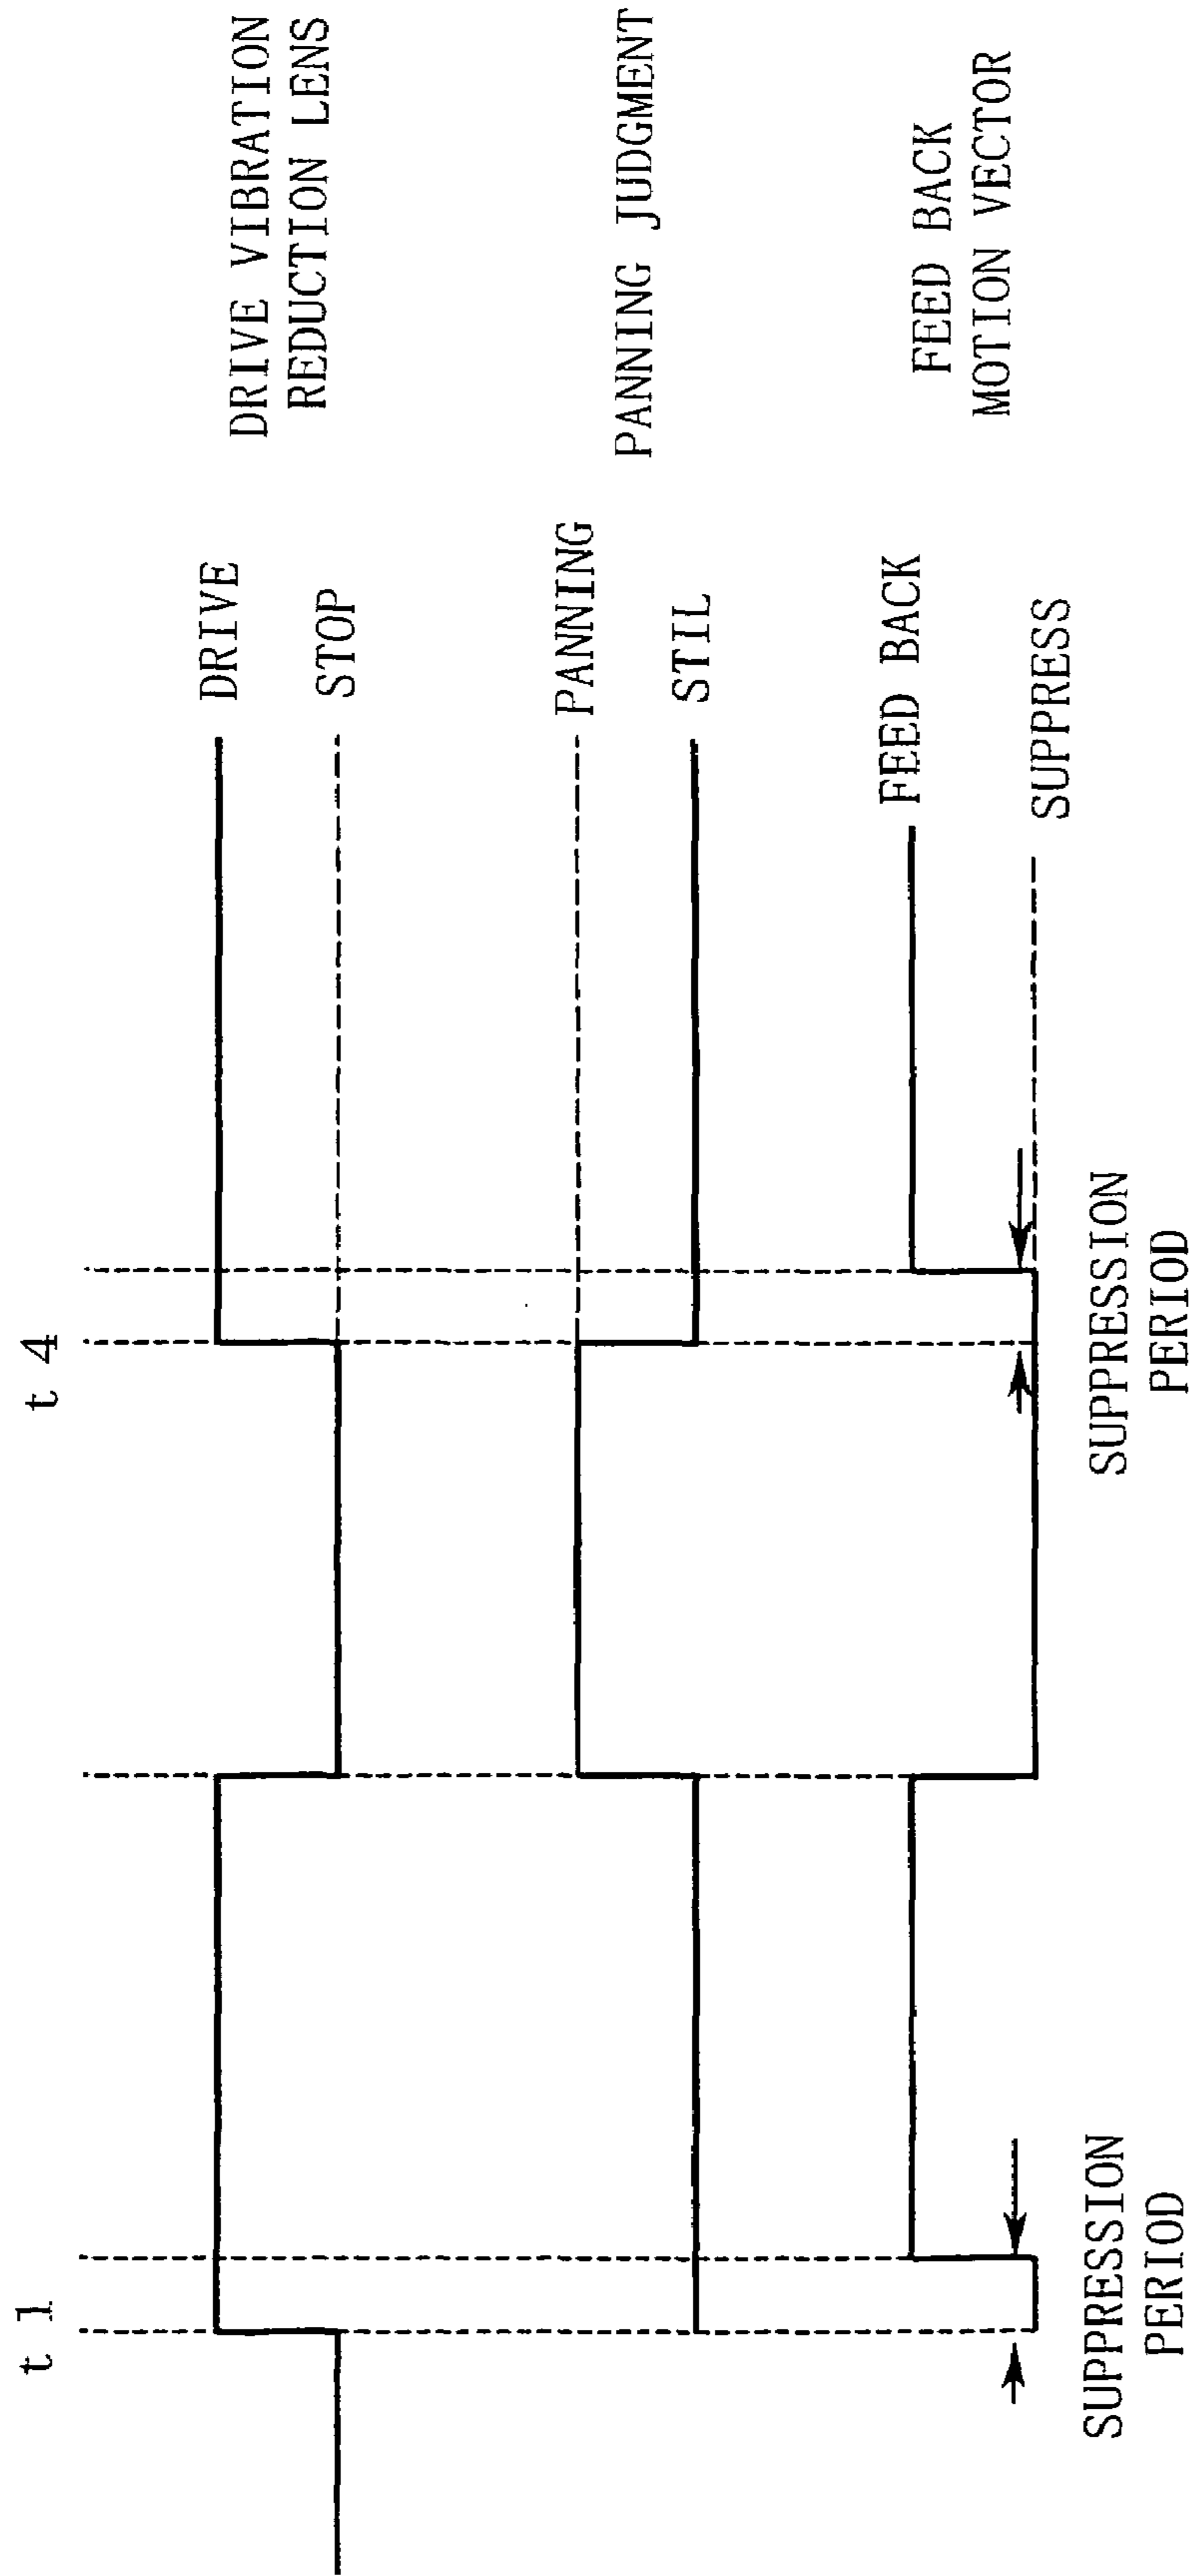 t 1
t 4
DRIVE
STOP
DRIVE VIBRATION
REDUCTION LENS
PANNING
STIL
PANNING JUDGMENT
FEED BACK
SUPPRESS
FEED BACK
MOTION VECTOR
SUPPRESSION
PERIOD
SUPPRESSION
PERIOD